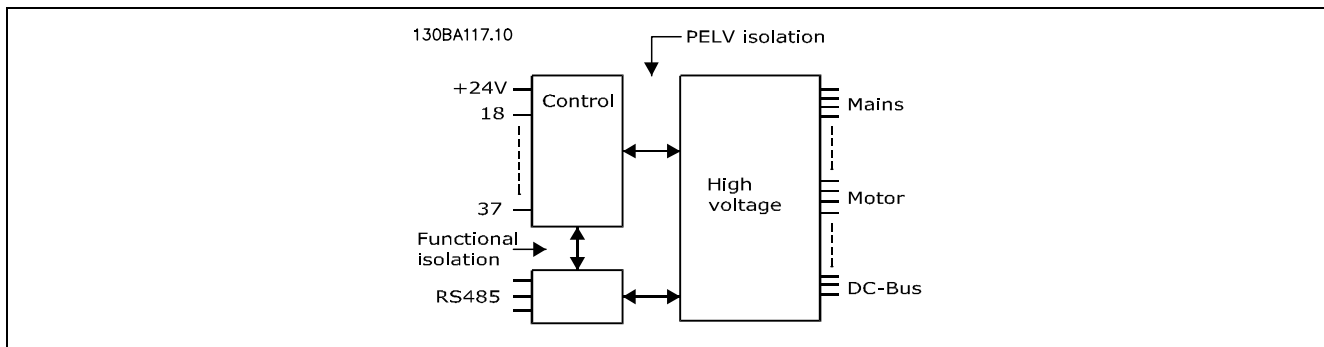 130BA117.10
PELV isolation
+24V
Control
18
Mains
High
voltage
37
Motor
Functional
isolation
RS485
DC-Bus